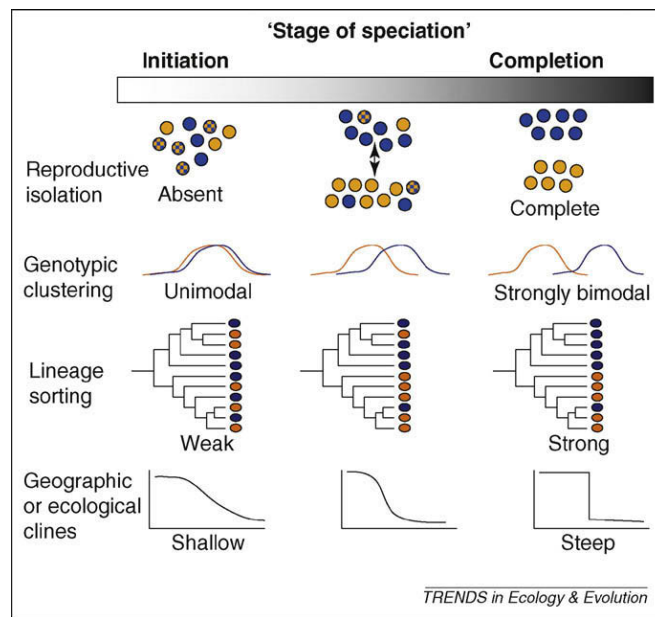 'Stage of speciation'
Initiation
Completion
Reproductive
isolation
Absent
Complete
Genotypic
clustering
Unimodal
Strongly bimodal
Lineage
sorting
Weak
Strong
Geographic
or ecological
clines
Shallow
Steep
TRENDS in Ecology & Evolution